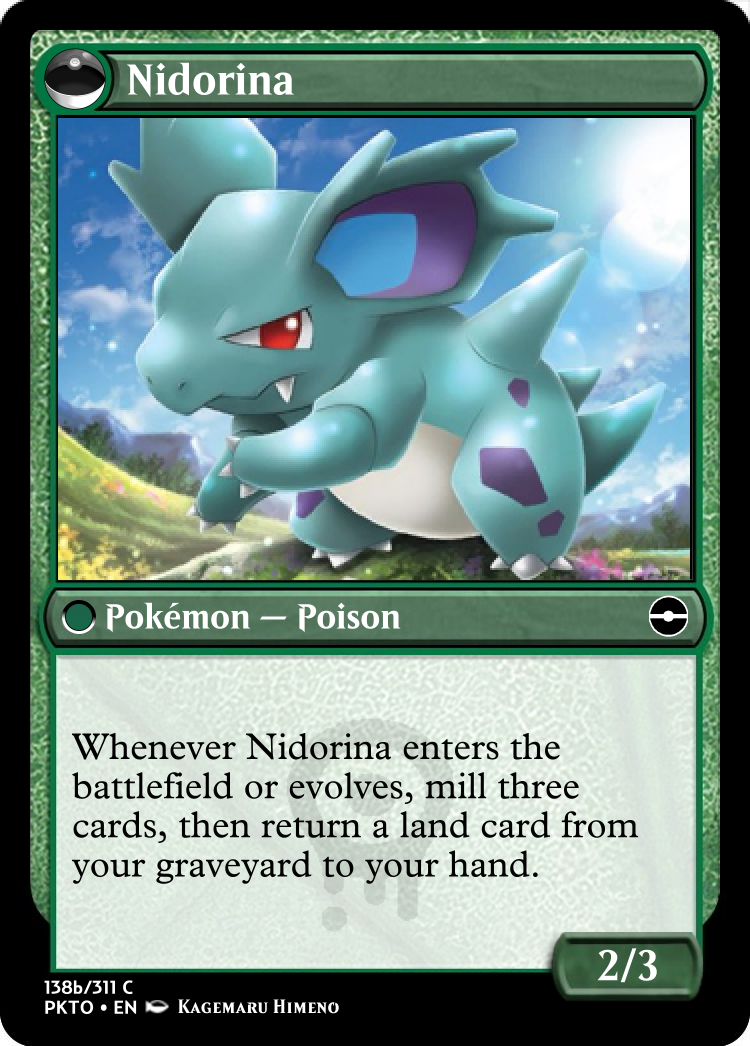 Nidorina
Pokémon — Poison
Whenever Nidorina enters the
battlefield or evolves, mill three
cards, then return a land card from
your graveyard to your hand.
2/3
138b/311 C
PKTO • EN Kagemaru Himeno